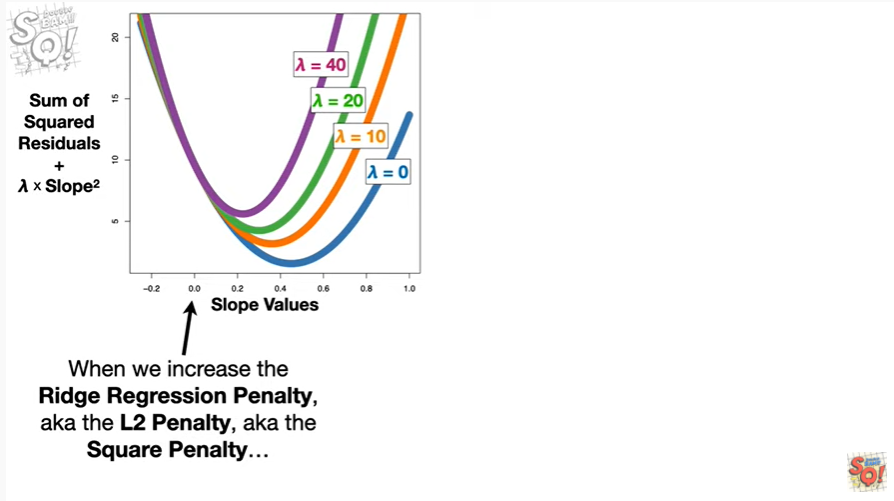 SQ!
20
15
10
5
λ = 40
λ = 20
λ = 10
λ = 0
Sum of
Squared
Residuals
+
λ x Slope²
-0.2 0.0 0.2 0.4 0.6 0.8 1.0
Slope Values
When we increase the
Ridge Regression Penalty,
aka the L2 Penalty, aka the
Square Penalty…
SQ!